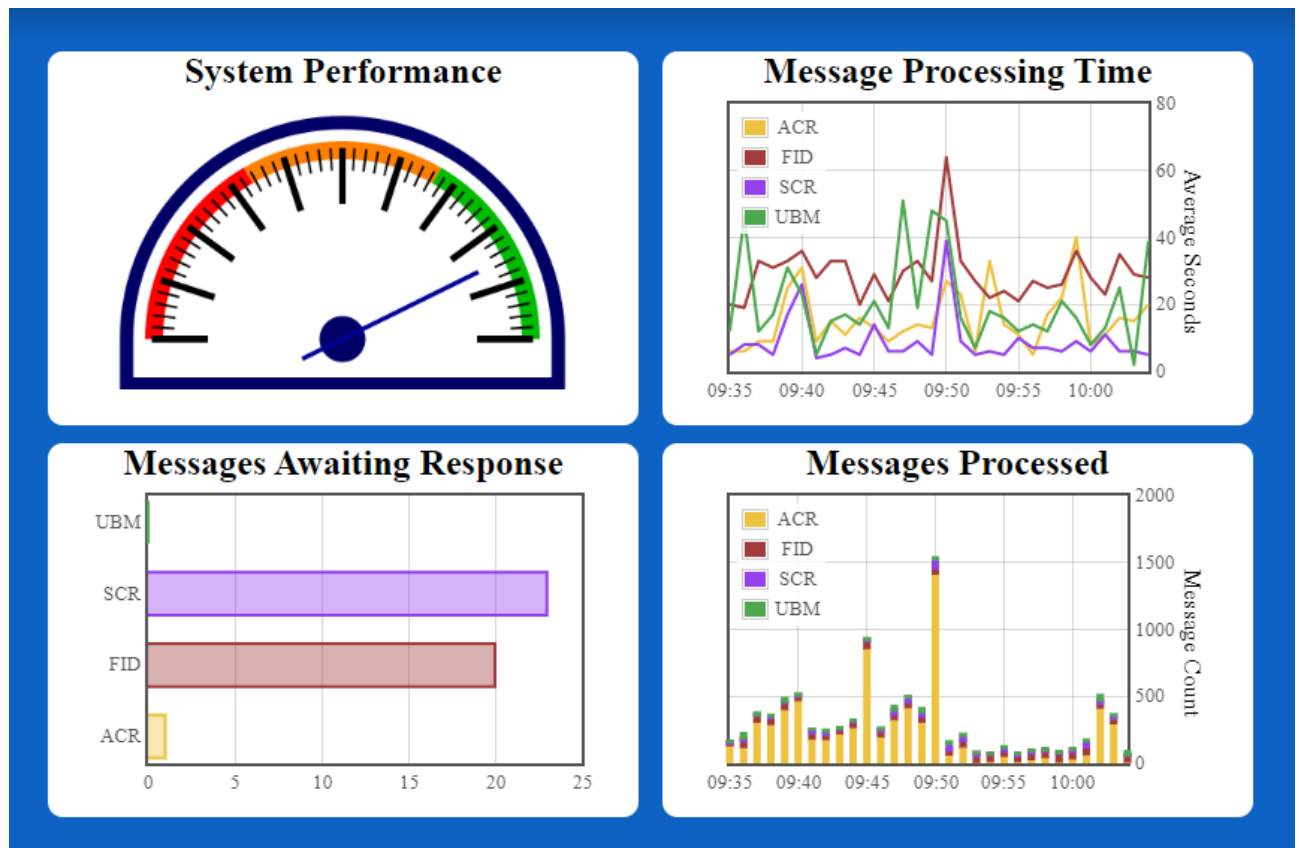 System Performance
Message Processing Time
ACR
FID
SCR
UBM
80
60
40
20
0
Average Seconds
09:35 09:40 09:45 09:50 09:55 10:00
Messages Awaiting Response
UBM
SCR
FID
ACR
0 5 10 15 20 25
Messages Processed
ACR
FID
SCR
UBM
2000
1500
1000
500
0
Message Count
09:35 09:40 09:45 09:50 09:55 10:00